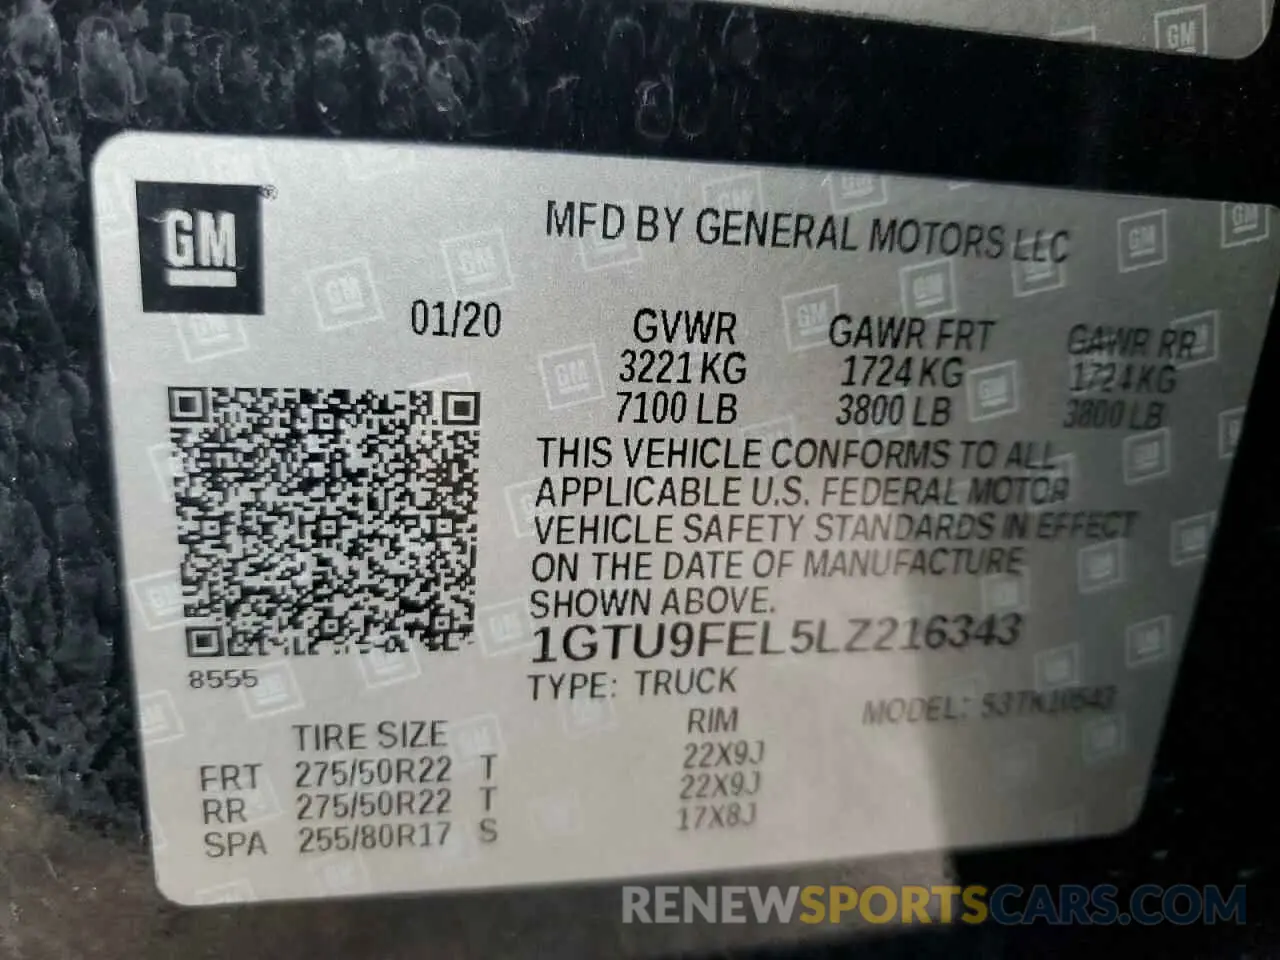 GM
GM ®
MFD BY GENERAL MOTORS LLC
01/20
GVWR GAWR FRT GAWR RR
3221 KG 1724 KG 1724 KG
7100 LB 3800 LB 3800 LB
THIS VEHICLE CONFORMS TO ALL
APPLICABLE U.S. FEDERAL MOTOR
VEHICLE SAFETY STANDARDS IN EFFECT
ON THE DATE OF MANUFACTURE
SHOWN ABOVE.
1GTU9FEL5LZ216343
8555
TYPE: TRUCK MODEL:
TIRE SIZE RIM
FRT 275/50R22 T 22X9J
RR 275/50R22 T 22X9J
SPA 255/80R17 S 17X8J
RENEWSPORTSCARS.COM